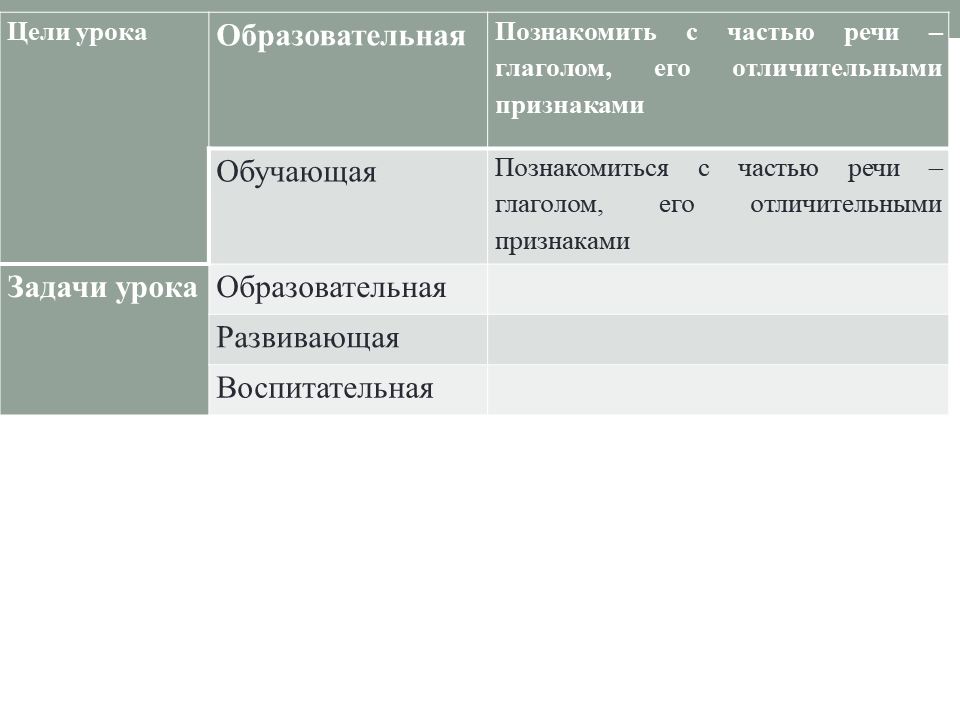 Цели урока
Образовательная
Познакомить с частью речи –
глаголом, его отличительными
признаками
Обучающая
Познакомиться с частью речи –
глаголом, его отличительными
признаками
Задачи урока
Образовательная
Развивающая
Воспитательная